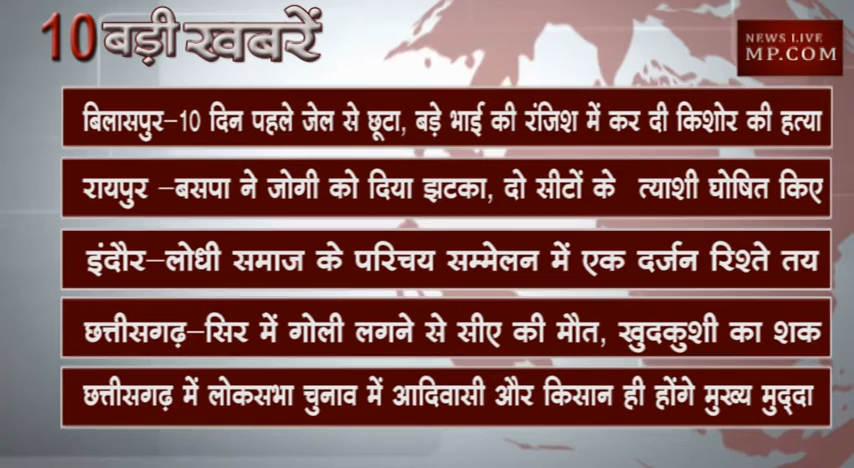 10 बड़ी खबरें
NEWS LIVE
MP.COM
बिलासपुर-10 दिन पहले जेल से छूटा, बड़े भाई की रंजिश में कर दी किशोर की हत्या
रायपुर -बसपा ने जोगी को दिया झटका, दो सीटों के त्याशी घोषित किए
इंदौर-लोधी समाज के परिचय सम्मेलन में एक दर्जन रिश्ते तय
छत्तीसगढ़-सिर में गोली लगने से सीए की मौत, खुदकुशी का शक
छत्तीसगढ़ में लोकसभा चुनाव में आदिवासी और किसान ही होंगे मुख्य मुद्‌दा